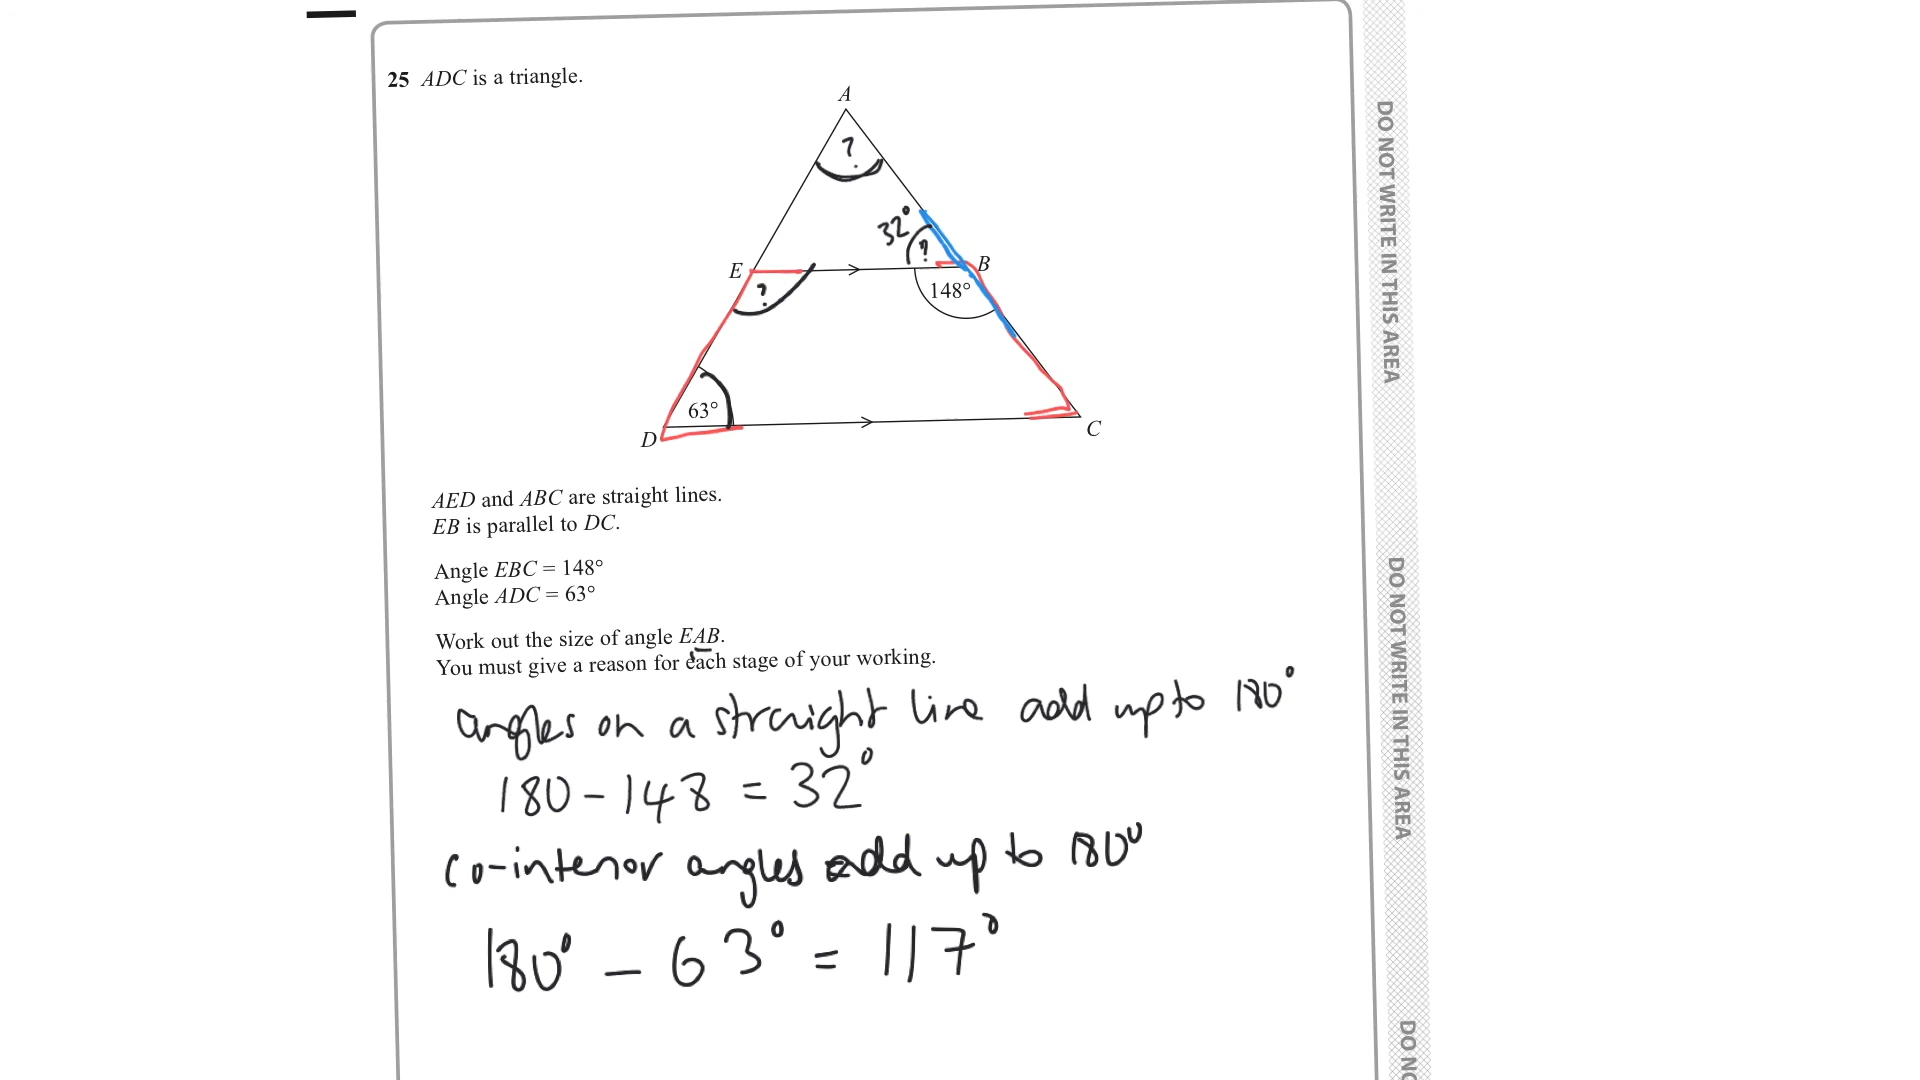 25 ADC is a triangle.
A
?
32°
?
E
B
?
148°
63°
D
C
AED and ABC are straight lines.
EB is parallel to DC.
Angle EBC = 148°
Angle ADC = 63°
Work out the size of angle EAB.
You must give a reason for each stage of your working.
angles on a straight line add up to 180°
180 - 148 = 32°
co-interior angles add up to 180°
180° - 63° = 117°
DO NOT WRITE IN THIS AREA
DO NOT WRITE IN THIS AREA
DO NO